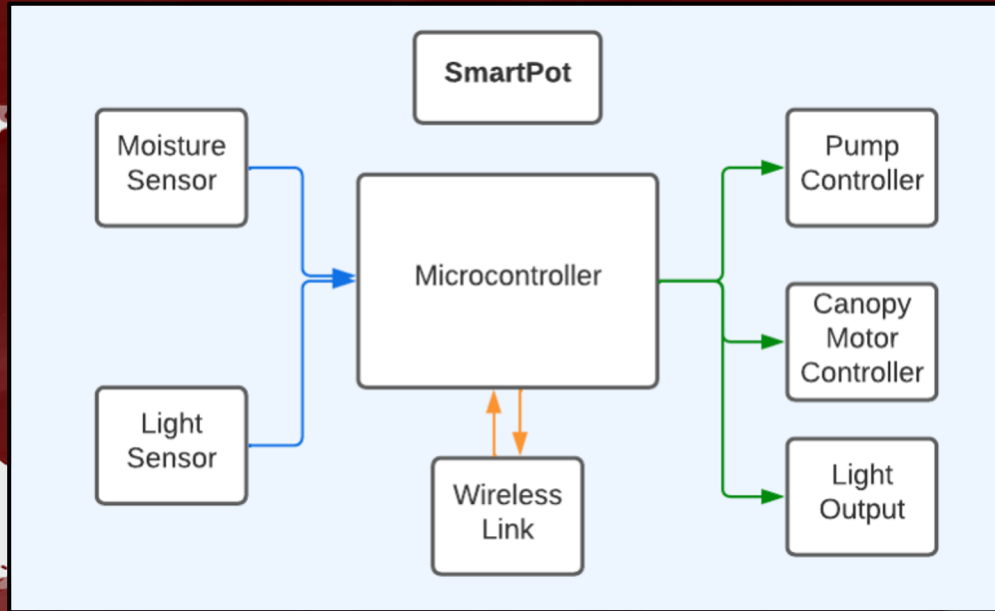 SmartPot
Moisture
Sensor
Light
Sensor
Microcontroller
Wireless
Link
Pump
Controller
Canopy
Motor
Controller
Light
Output